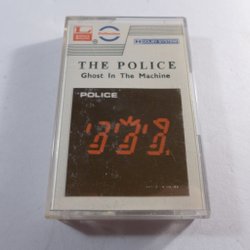 THE POLICE
Ghost In The Machine
POLICE